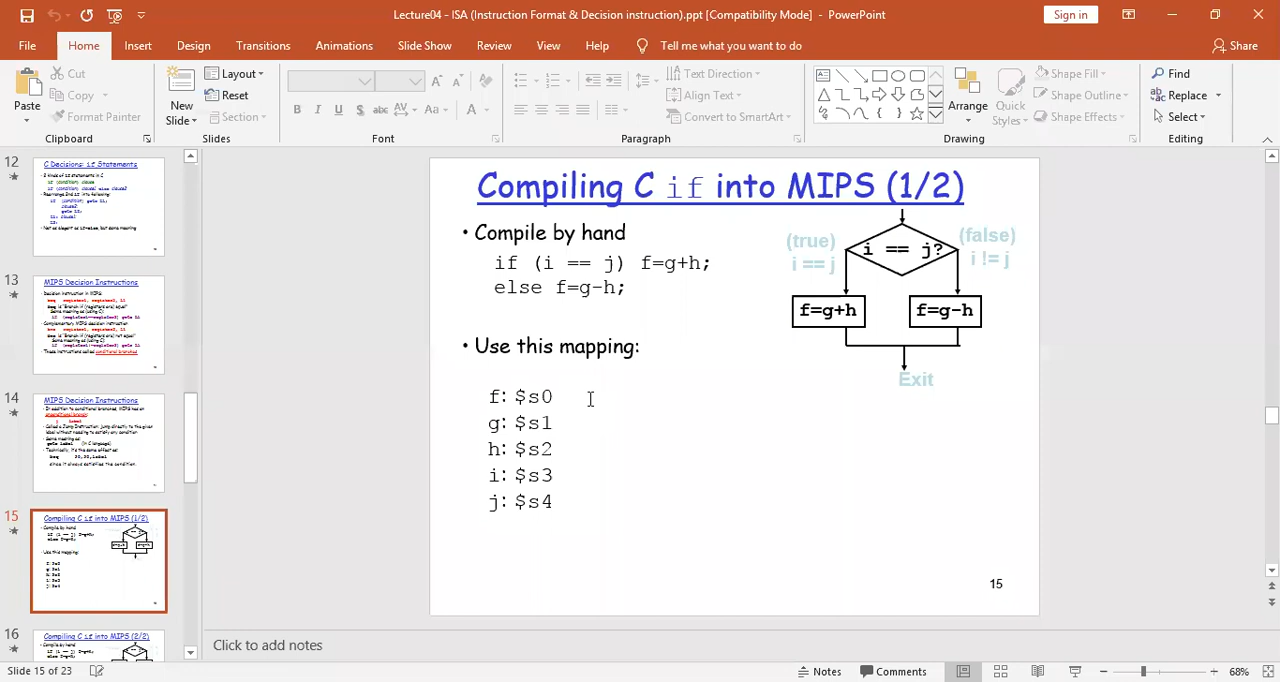 Lecture04 - ISA (Instruction Format & Decision instruction).ppt [Compatibility Mode] - PowerPoint
Sign in
File Home Insert Design Transitions Animations Slide Show Review View Help Tell me what you want to do Share
Paste
Cut
Copy
Format Painter
Clipboard
New Slide
Layout
Reset
Section
Slides
B I U S abc AV Aa A
Font
Text Direction
Align Text
Convert to SmartArt
Paragraph
Arrange
Quick Styles
Shape Fill
Shape Outline
Shape Effects
Drawing
Find
Replace
Select
Editing
12
C Decisions: if Statements
13
MIPS Decision Instructions
14
MIPS Decision Instructions
15
Compiling C if into MIPS (1/2)
16
Compiling C if into MIPS (2/2)
Compiling C if into MIPS (1/2)
• Compile by hand
if (i == j) f=g+h;
else f=g-h;
• Use this mapping:
f: $s0
g: $s1
h: $s2
i: $s3
j: $s4
(true)
i == j
i == j?
(false)
i != j
f=g+h
f=g-h
Exit
15
Click to add notes
Slide 15 of 23
Notes
Comments
68%